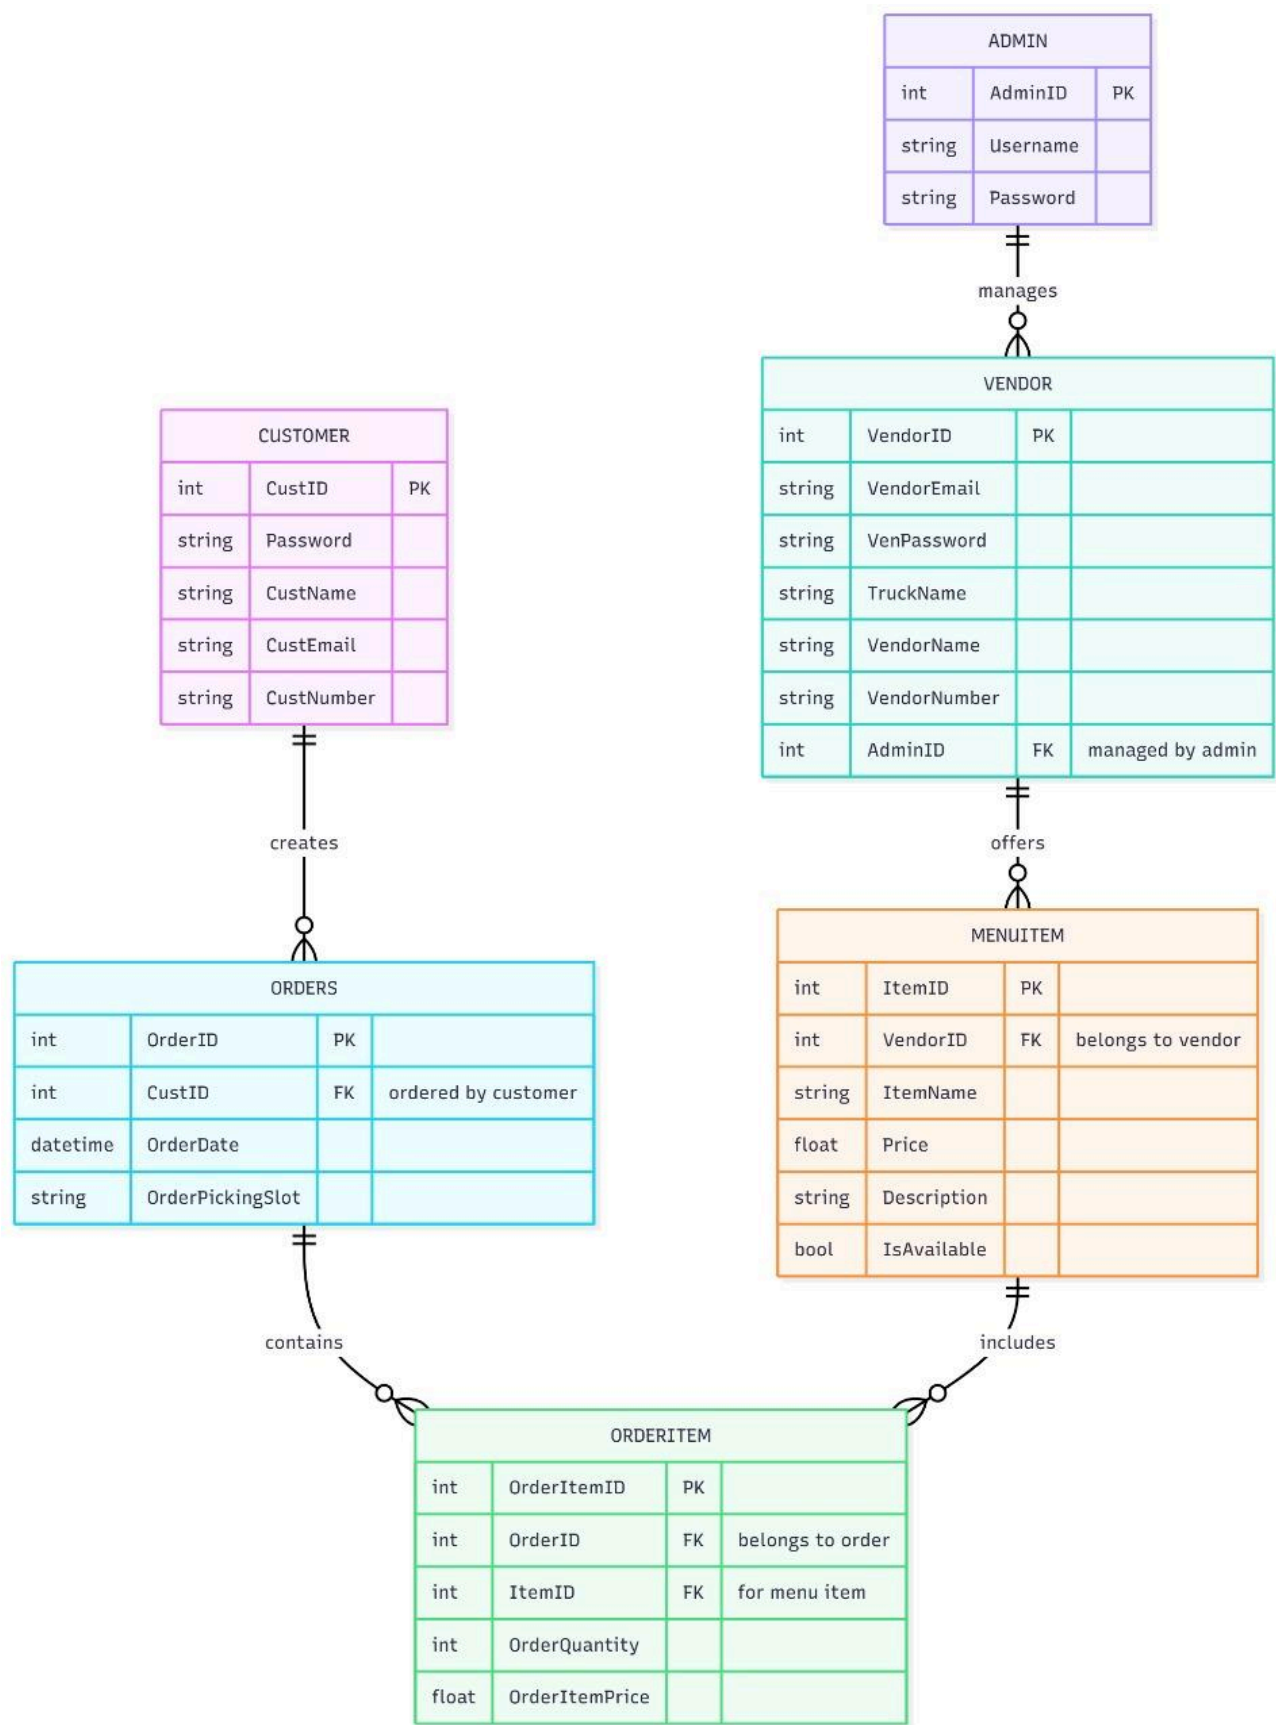 ADMIN
int AdminID PK
string Username
string Password
manages
VENDOR
int VendorID PK
string VendorEmail
string VenPassword
string TruckName
string VendorName
string VendorNumber
int AdminID FK managed by admin
CUSTOMER
int CustID PK
string Password
string CustName
string CustEmail
string CustNumber
creates
offers
ORDERS
int OrderID PK
int CustID FK ordered by customer
datetime OrderDate
string OrderPickingSlot
MENUITEM
int ItemID PK
int VendorID FK belongs to vendor
string ItemName
float Price
string Description
bool IsAvailable
contains
includes
ORDERITEM
int OrderItemID PK
int OrderID FK belongs to order
int ItemID FK for menu item
int OrderQuantity
float OrderItemPrice